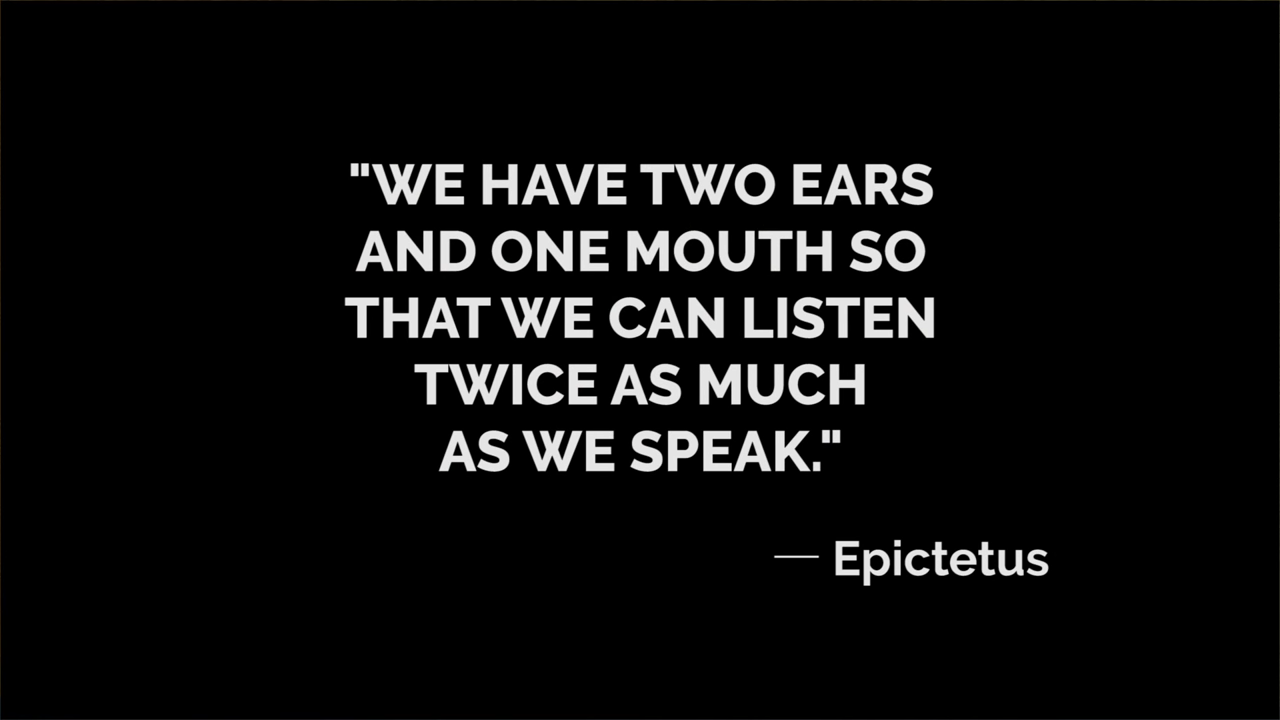 "WE HAVE TWO EARS
AND ONE MOUTH SO
THAT WE CAN LISTEN
TWICE AS MUCH
AS WE SPEAK."
— Epictetus